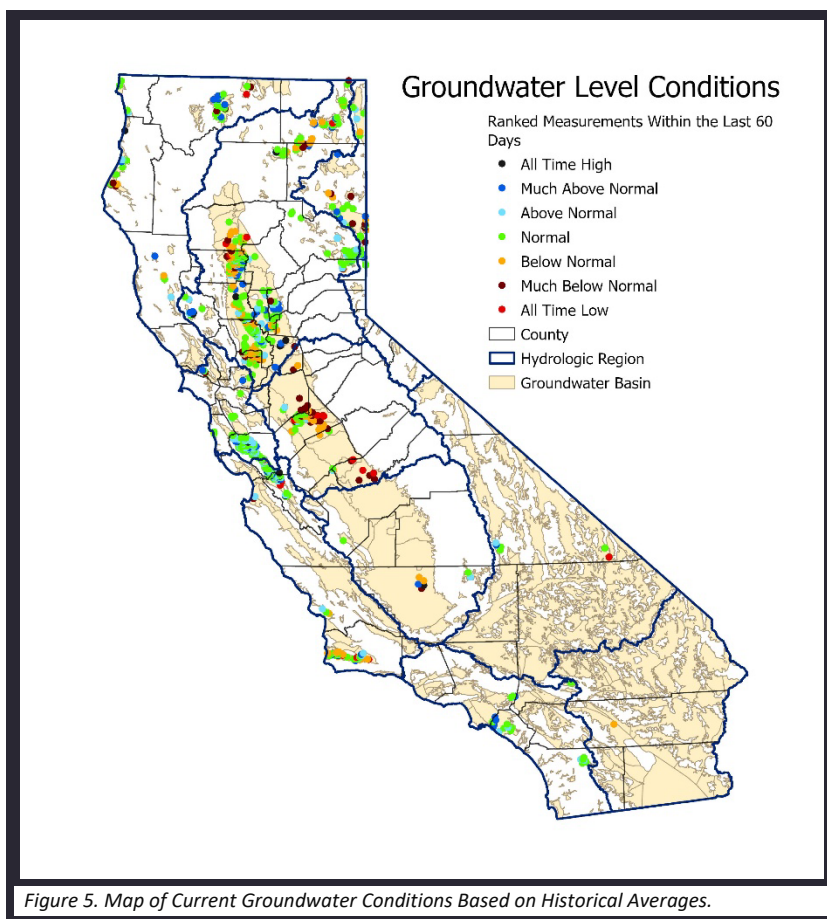 Groundwater Level Conditions
Ranked Measurements Within the Last 60
Days
All Time High
Much Above Normal
Above Normal
Normal
Below Normal
Much Below Normal
All Time Low
County
Hydrologic Region
Groundwater Basin
Figure 5. Map of Current Groundwater Conditions Based on Historical Averages.